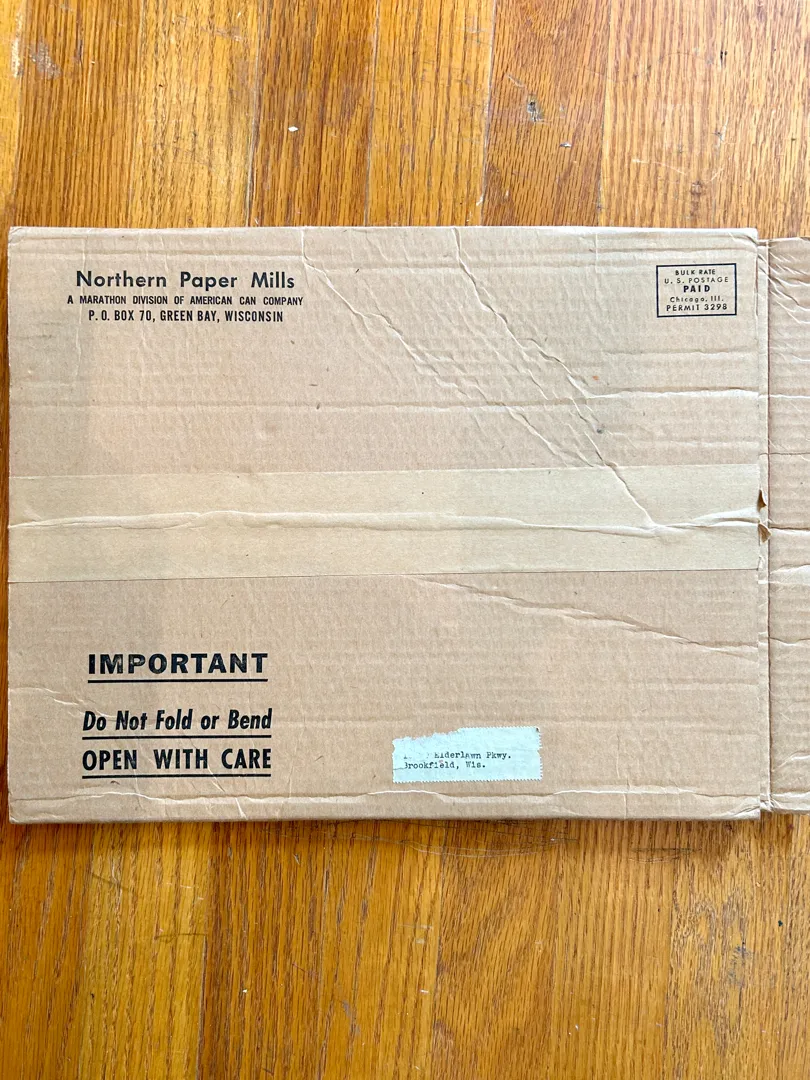 Northern Paper Mills
A MARATHON DIVISION OF AMERICAN CAN COMPANY
P. O. BOX 70, GREEN BAY, WISCONSIN
BULK RATE
U. S. POSTAGE
PAID
Chicago, Ill.
PERMIT 3298
IMPORTANT
Do Not Fold or Bend
OPEN WITH CARE
Elderlawn Pkwy.
Brookfield, Wis.